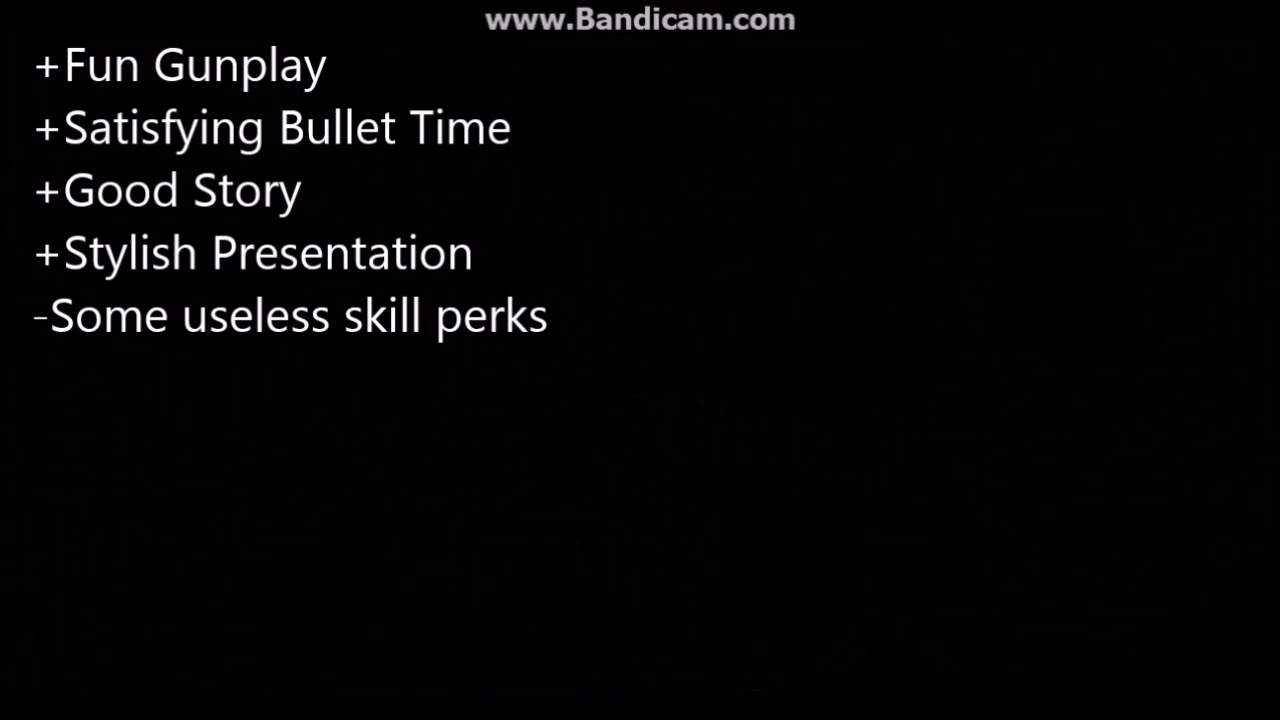 www.Bandicam.com
+Fun Gunplay
+Satisfying Bullet Time
+Good Story
+Stylish Presentation
-Some useless skill perks